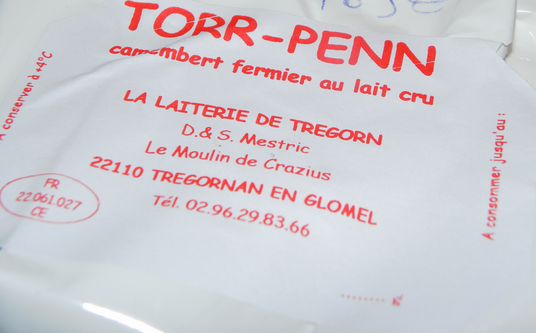 TORR-PENN
camembert fermier au lait cru
LA LAITERIE DE TREGORN
D.& S. Mestric
Le Moulin de Crazius
22110 TREGORNAN EN GLOMEL
Tél. 02.96.29.83.66
A conserver à +4°C
FR
22.061.027
CE
A consommer jusqu'au :